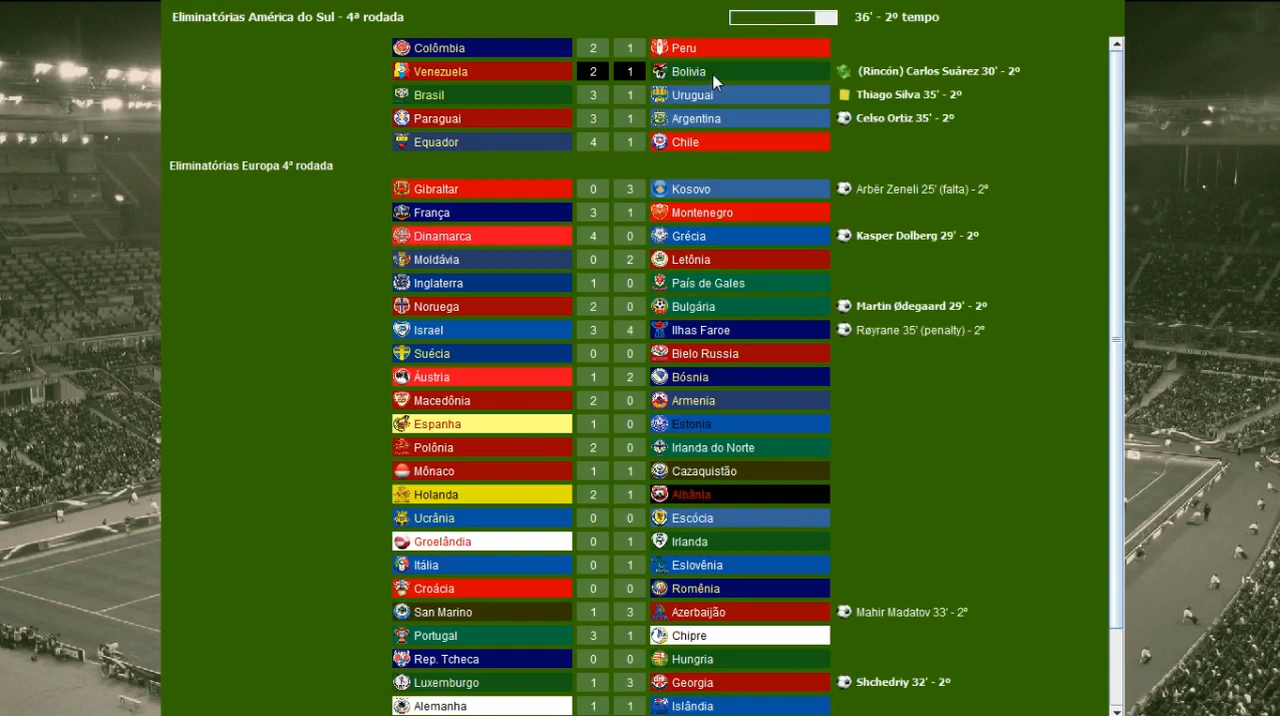 Eliminatórias América do Sul - 4ª rodada 36' - 2º tempo
Colômbia 2 1 Peru
Venezuela 2 1 Bolivia (Rincón) Carlos Suárez 30' - 2º
Brasil 3 1 Uruguai Thiago Silva 35' - 2º
Paraguai 3 1 Argentina Celso Ortiz 35' - 2º
Equador 4 1 Chile
Eliminatórias Europa 4ª rodada
Gibraltar 0 3 Kosovo Arbër Zeneli 25' (falta) - 2º
França 3 1 Montenegro
Dinamarca 4 0 Grécia Kasper Dolberg 29' - 2º
Moldávia 0 2 Letônia
Inglaterra 1 0 País de Gales
Noruega 2 0 Bulgária Martin Ødegaard 29' - 2º
Israel 3 4 Ilhas Faroe Røyrane 35' (penalty) - 2º
Suécia 0 0 Bielo Russia
Áustria 1 2 Bósnia
Macedônia 2 0 Armenia
Espanha 1 0 Estonia
Polônia 2 0 Irlanda do Norte
Mônaco 1 1 Cazaquistão
Holanda 2 1 Albânia
Ucrânia 0 0 Escócia
Groelândia 0 1 Irlanda
Itália 0 1 Eslovênia
Croácia 0 0 Romênia
San Marino 1 3 Azerbaijão Mahir Madatov 33' - 2º
Portugal 3 1 Chipre
Rep. Tcheca 0 0 Hungria
Luxemburgo 1 3 Georgia Shchedriy 32' - 2º
Alemanha 1 1 Islândia